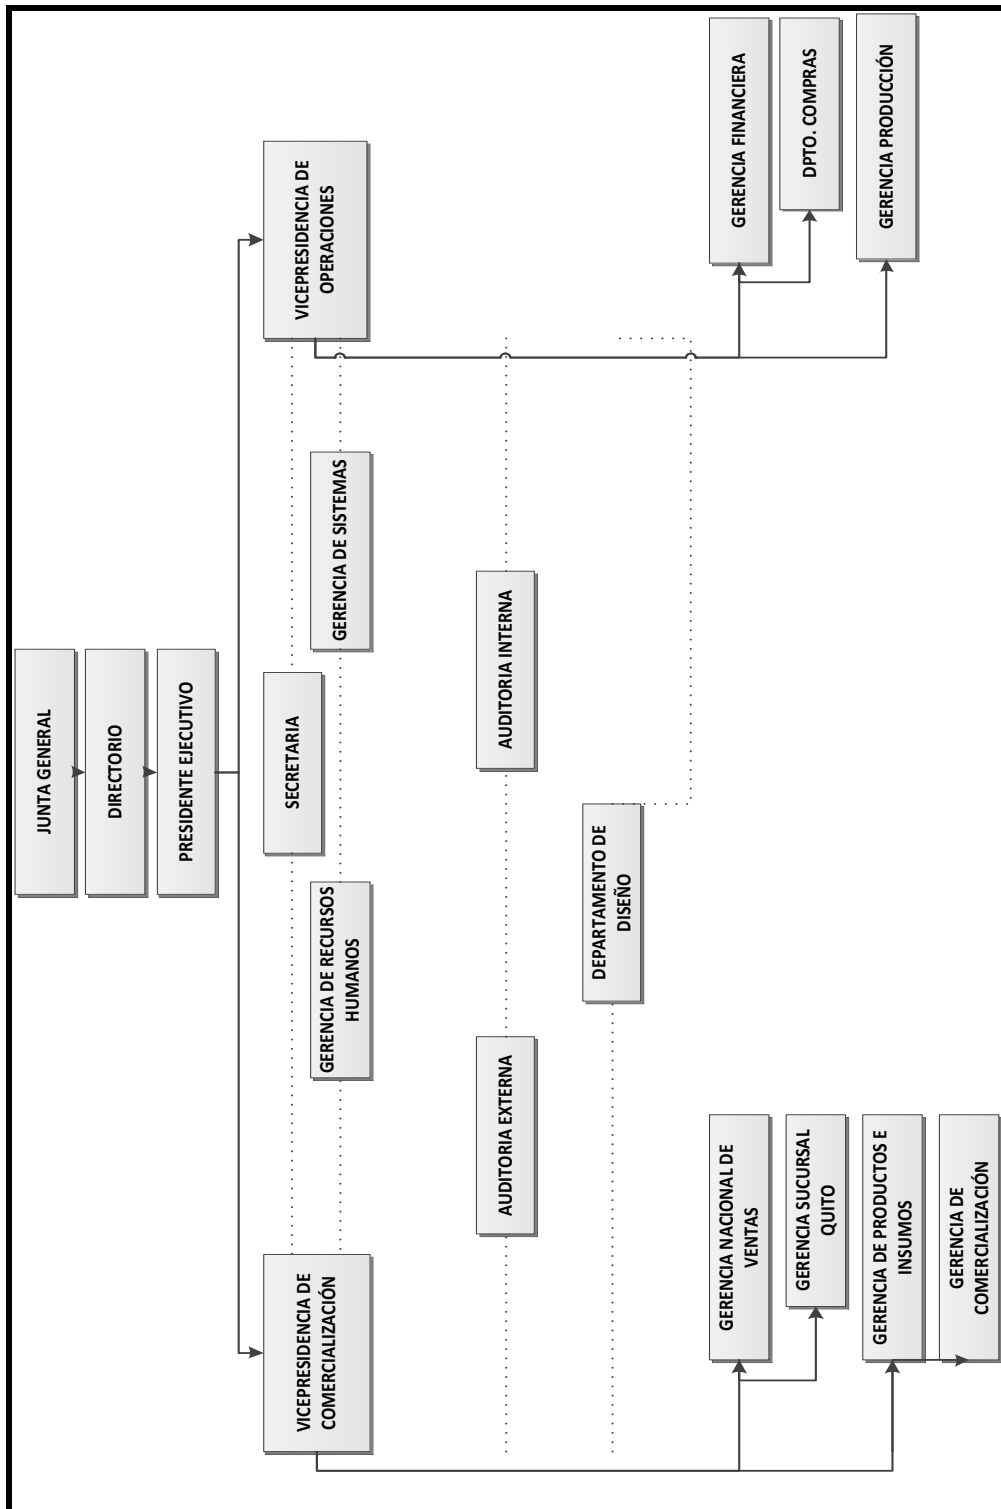 JUNTA GENERAL
DIRECTORIO
PRESIDENTE EJECUTIVO
VICEPRESIDENCIA DE
COMERCIALIZACIÓN
SECRETARIA
VICEPRESIDENCIA DE
OPERACIONES
GERENCIA DE RECURSOS
HUMANOS
GERENCIA DE SISTEMAS
AUDITORIA EXTERNA
AUDITORIA INTERNA
DEPARTAMENTO DE
DISEÑO
GERENCIA NACIONAL DE
VENTAS
GERENCIA SUCURSAL
QUITO
GERENCIA DE PRODUCTOS E
INSUMOS
GERENCIA DE
COMERCIALIZACIÓN
GERENCIA FINANCIERA
DPTO. COMPRAS
GERENCIA PRODUCCIÓN